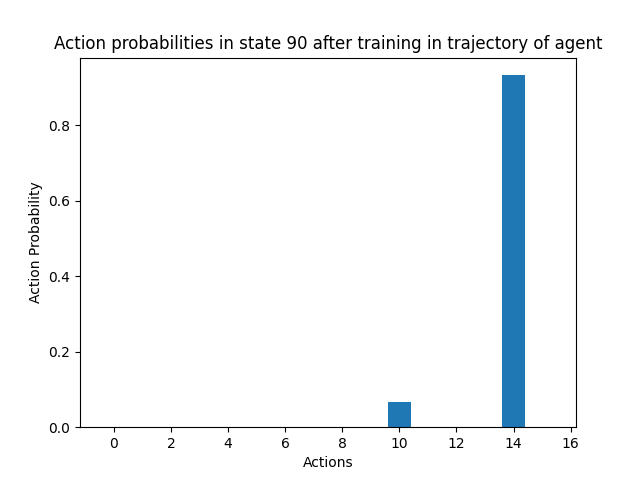 Action probabilities in state 90 after training in trajectory of agent
Action Probability
0.8
0.6
0.4
0.2
0.0
0 2 4 6 8 10 12 14 16
Actions